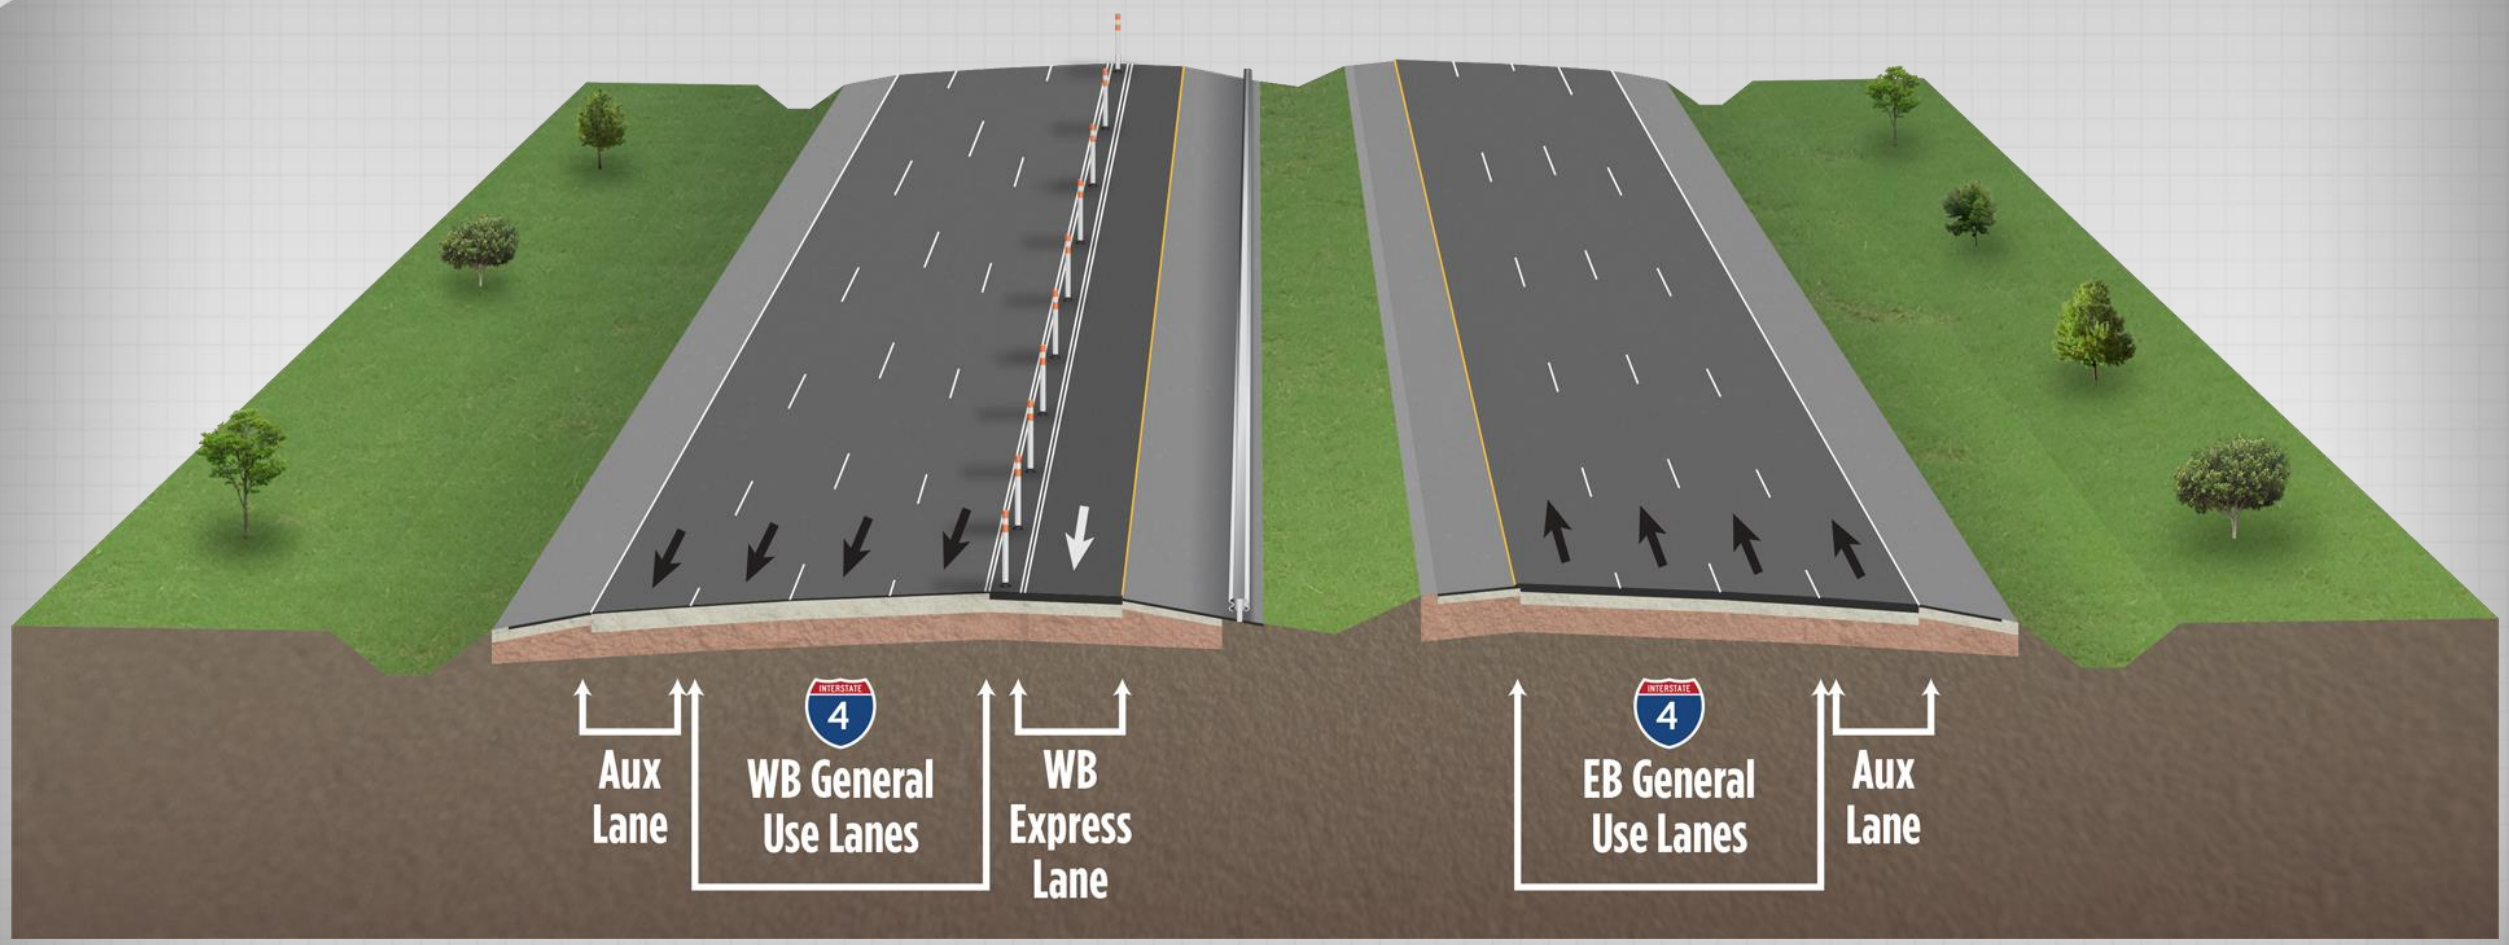 Aux
Lane
INTERSTATE
4
WB General
Use Lanes
WB
Express
Lane
INTERSTATE
4
EB General
Use Lanes
Aux
Lane